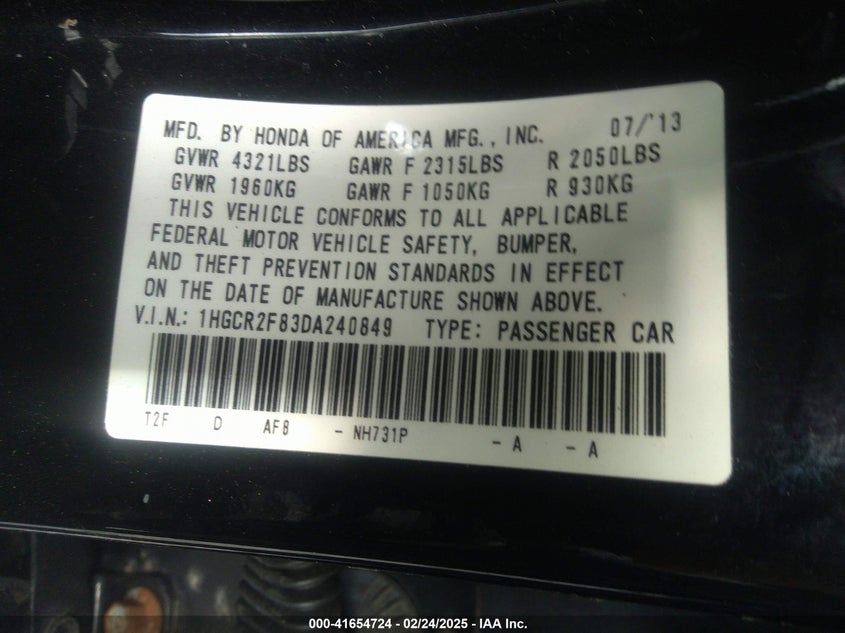 MFD. BY HONDA OF AMERICA MFG., INC. 07/'13
GVWR 4321LBS GAWR F 2315LBS R 2050LBS
GVWR 1960KG GAWR F 1050KG R 930KG
THIS VEHICLE CONFORMS TO ALL APPLICABLE
FEDERAL MOTOR VEHICLE SAFETY, BUMPER,
AND THEFT PREVENTION STANDARDS IN EFFECT
ON THE DATE OF MANUFACTURE SHOWN ABOVE.
V.I.N.: 1HGCR2F83DA240849 TYPE: PASSENGER CAR
T2F D AF8 - NH731P - A - A
000-41654724 - 02/24/2025 - IAA Inc.